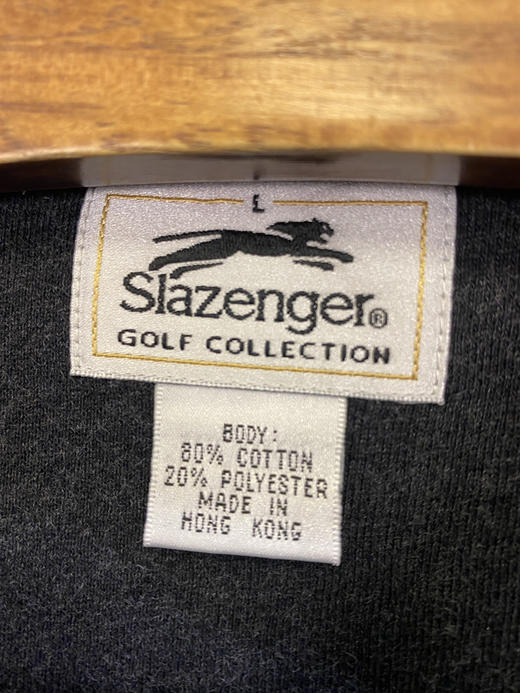 L
Slazenger®
GOLF COLLECTION
BODY:
80% COTTON
20% POLYESTER
MADE IN
HONG KONG